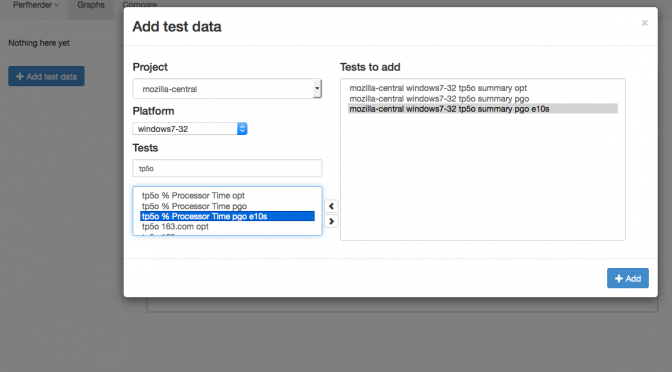 Perfherder Graphs Compare
Nothing here yet
+ Add test data
Add test data
×
Project
mozilla-central
Platform
windows7-32
Tests
tp5o
tp5o % Processor Time opt
tp5o % Processor Time pgo
tp5o % Processor Time pgo e10s
tp5o 163.com opt
Tests to add
mozilla-central windows7-32 tp5o summary opt
mozilla-central windows7-32 tp5o summary pgo
mozilla-central windows7-32 tp5o summary pgo e10s
+ Add